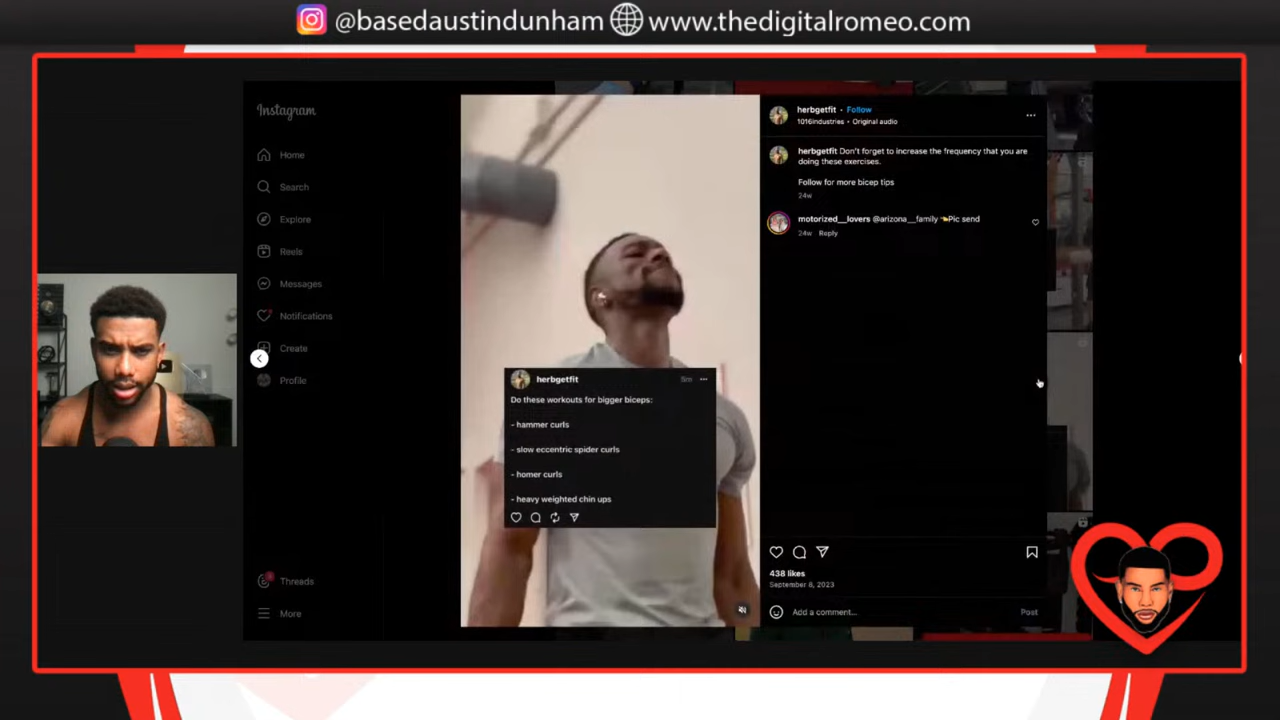 @basedaustindunham www.thedigitalromeo.com
Instagram
Home
Search
Explore
Reels
Messages
Notifications
Create
Profile
Threads
More
herbgetfit 5m
Do these workouts for bigger biceps:
- hammer curls
- slow eccentric spider curls
- homer curls
- heavy weighted chin ups
herbgetfit • Follow
1016industries • Original audio
herbgetfit Don't forget to increase the frequency that you are
doing these exercises.
Follow for more bicep tips
24w
motorized__lovers @arizona__family Pic send
24w Reply
438 likes
September 8, 2023
Add a comment... Post